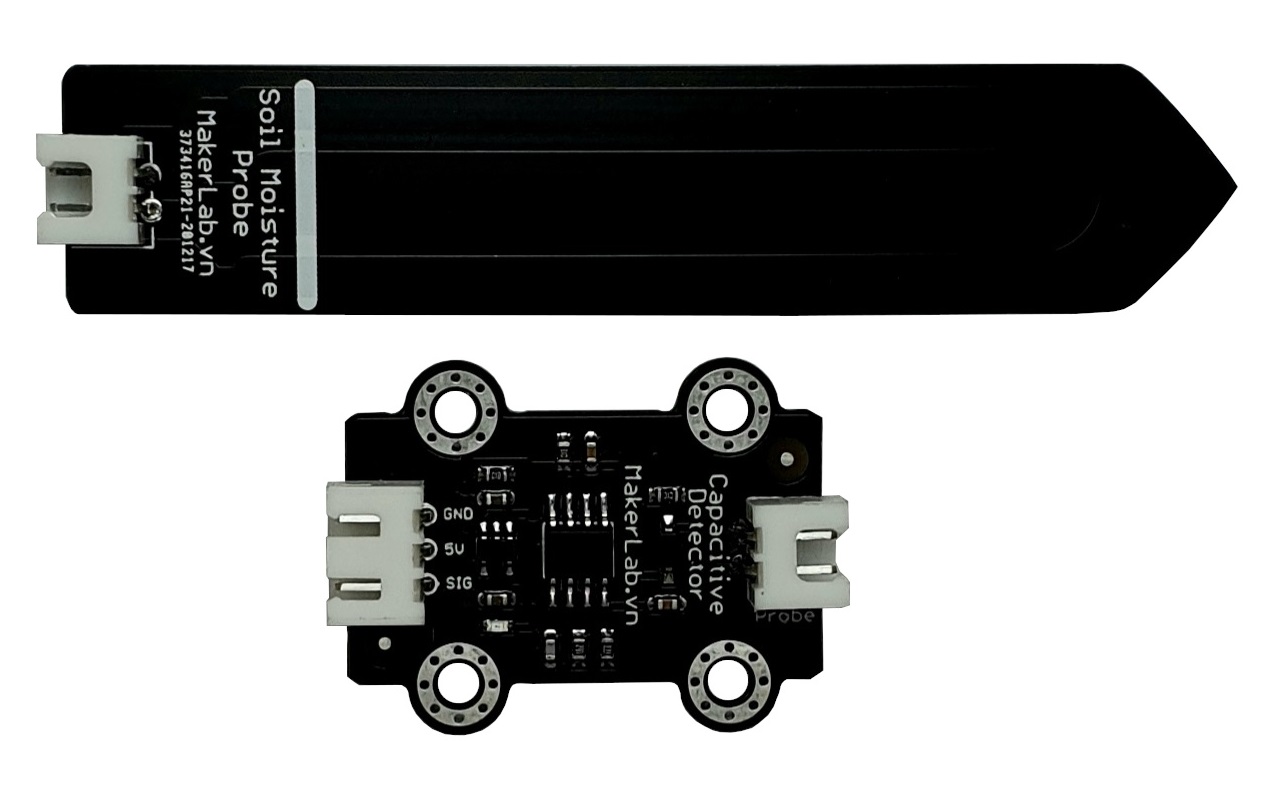 Soil Moisture
Probe
MakerLab.vn
373416AP21-201217
GND
5V
SIG
MakerLab.vn
Capacitive
Detector
Probe